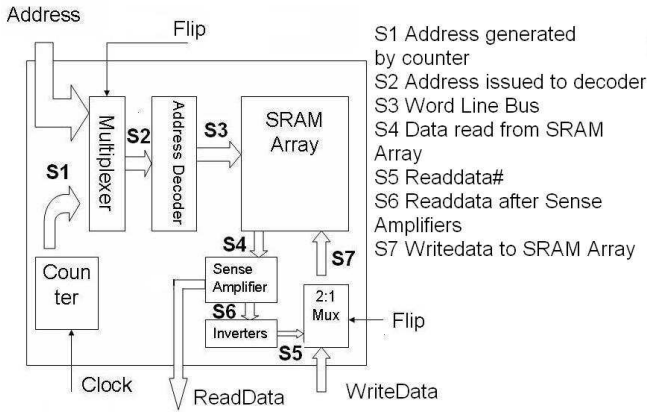 Address
Flip
S1 Address generated
by counter
S2 Address issued to decoder
S3 Word Line Bus
S4 Data read from SRAM
Array
S5 Readdata#
S6 Readdata after Sense
Amplifiers
S7 Writedata to SRAM Array
Multiplexer
S2
Address Decoder
S3
SRAM
Array
S1
S4
S7
Coun
ter
Sense
Amplifier
S6
Inverters
S5
2:1
Mux
Flip
Clock
ReadData
WriteData